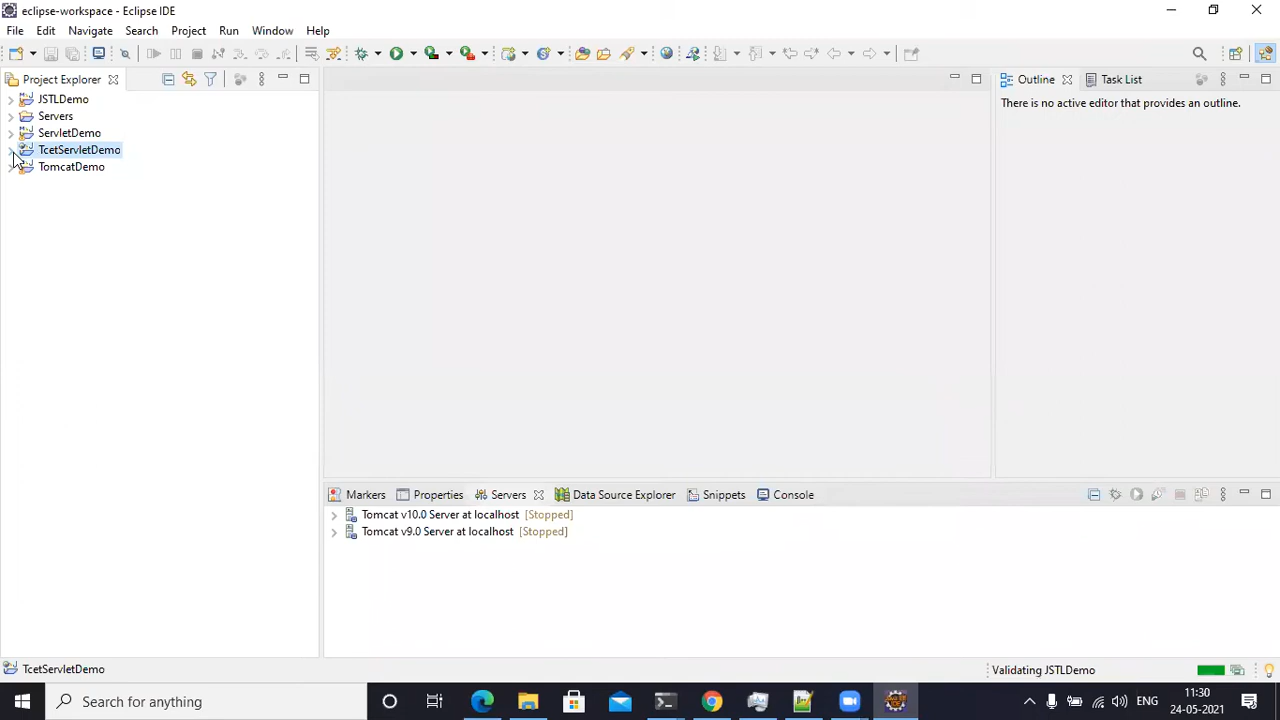 eclipse-workspace - Eclipse IDE
File Edit Navigate Search Project Run Window Help
Project Explorer
JSTLDemo
Servers
ServletDemo
TcetServletDemo
TomcatDemo
Outline Task List
There is no active editor that provides an outline.
Markers Properties Servers Data Source Explorer Snippets Console
Tomcat v10.0 Server at localhost [Stopped]
Tomcat v9.0 Server at localhost [Stopped]
TcetServletDemo
Validating JSTLDemo
Search for anything
ENG
11:30
24-05-2021